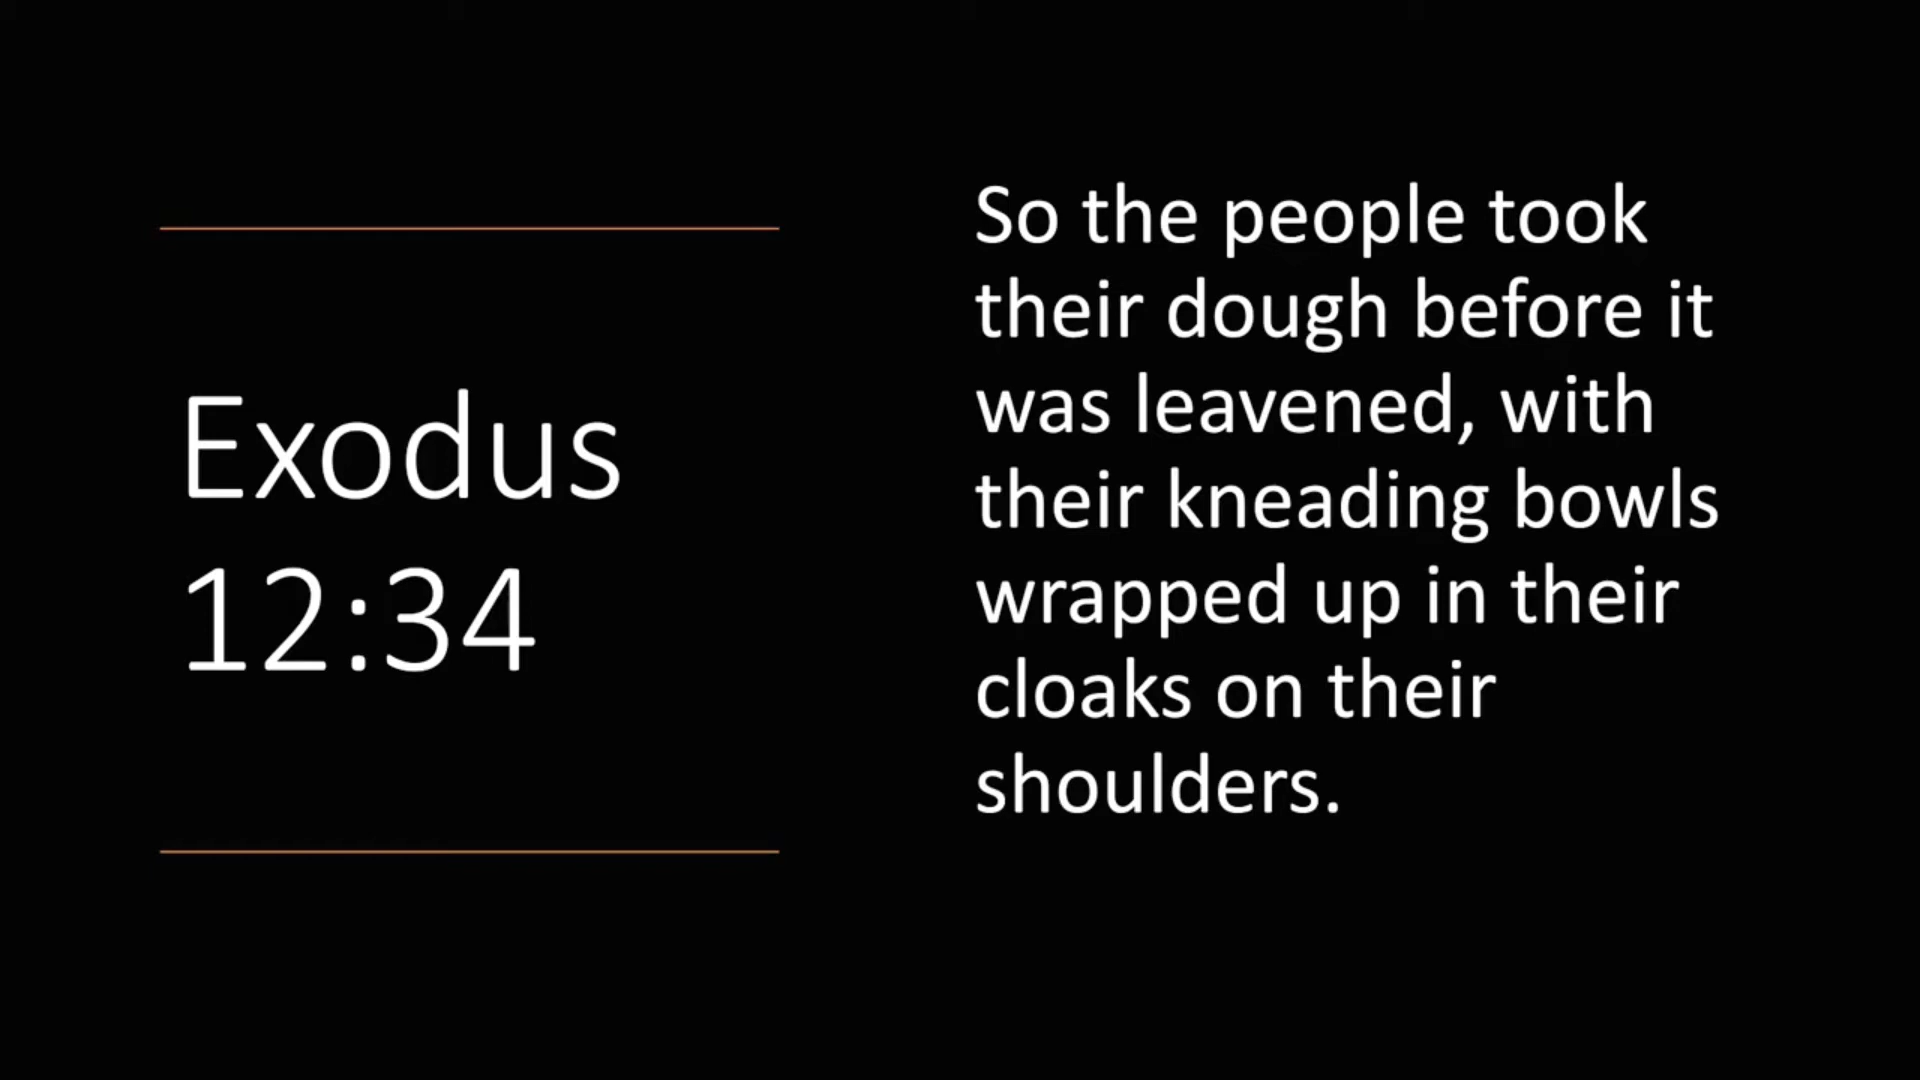 Exodus
12:34
So the people took
their dough before it
was leavened, with
their kneading bowls
wrapped up in their
cloaks on their
shoulders.